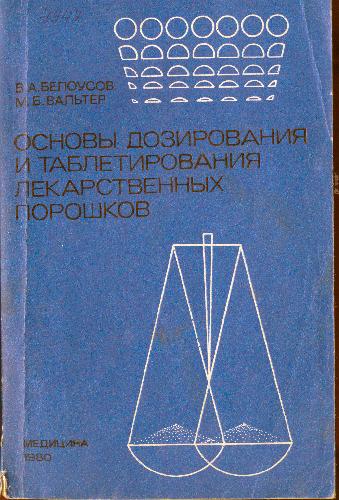 В.А.БЕЛОУСОВ
М.Б.ВАЛЬТЕР
ОСНОВЫ ДОЗИРОВАНИЯ
И ТАБЛЕТИРОВАНИЯ
ЛЕКАРСТВЕННЫХ
ПОРОШКОВ
МЕДИЦИНА
1980